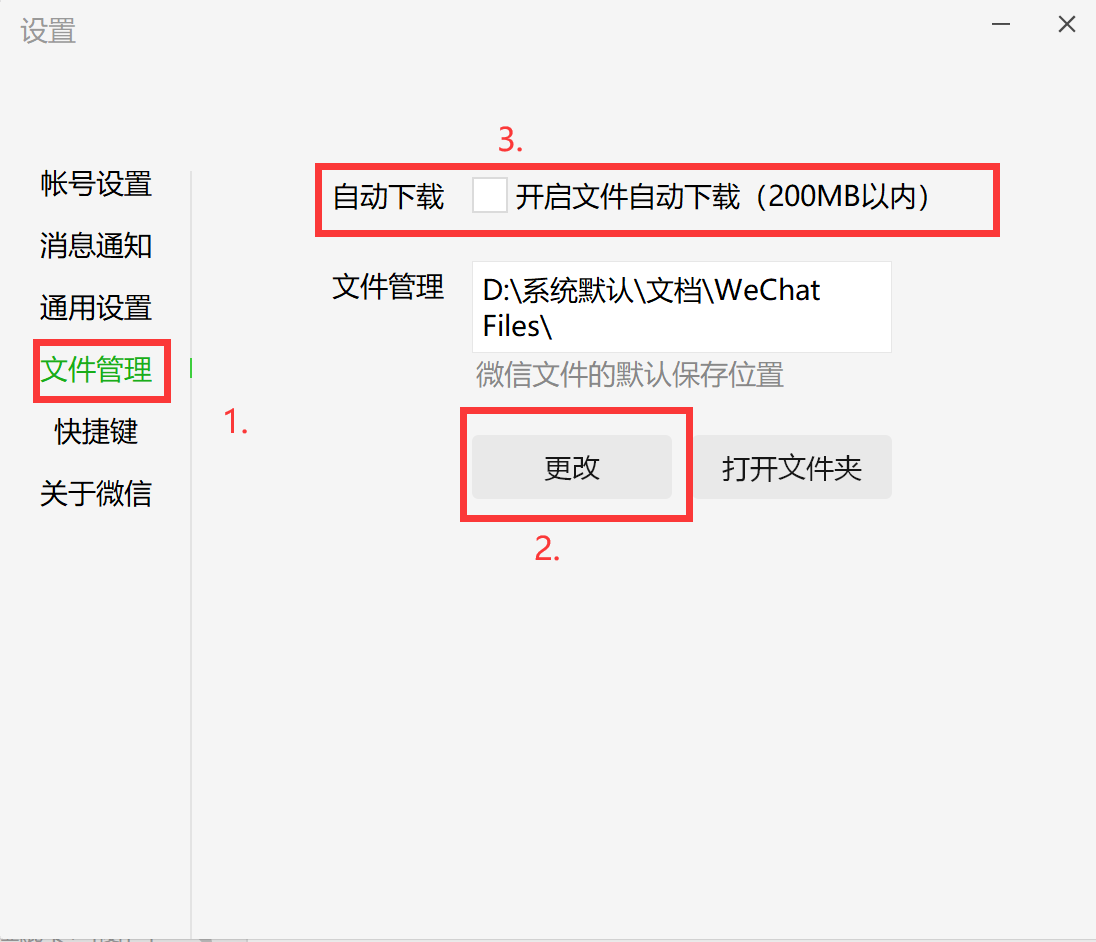 设置
3.
帐号设置
自动下载 开启文件自动下载（200MB以内）
消息通知
文件管理
D:\系统默认\文档\WeChat
Files\
通用设置
微信文件的默认保存位置
文件管理
1.
快捷键
更改
打开文件夹
关于微信
2.